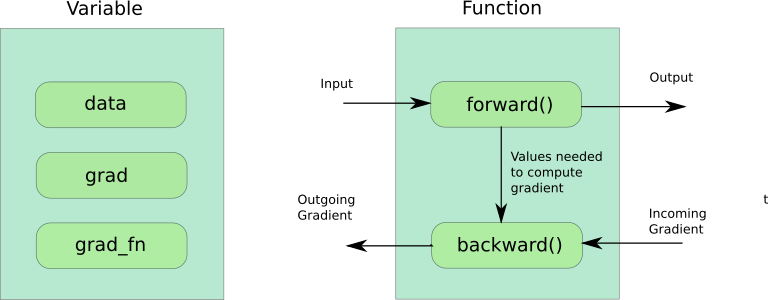 Variable
data
grad
grad_fn
Function
Input
forward()
Output
Values needed
to compute
gradient
Outgoing
Gradient
backward()
Incoming
Gradient
t